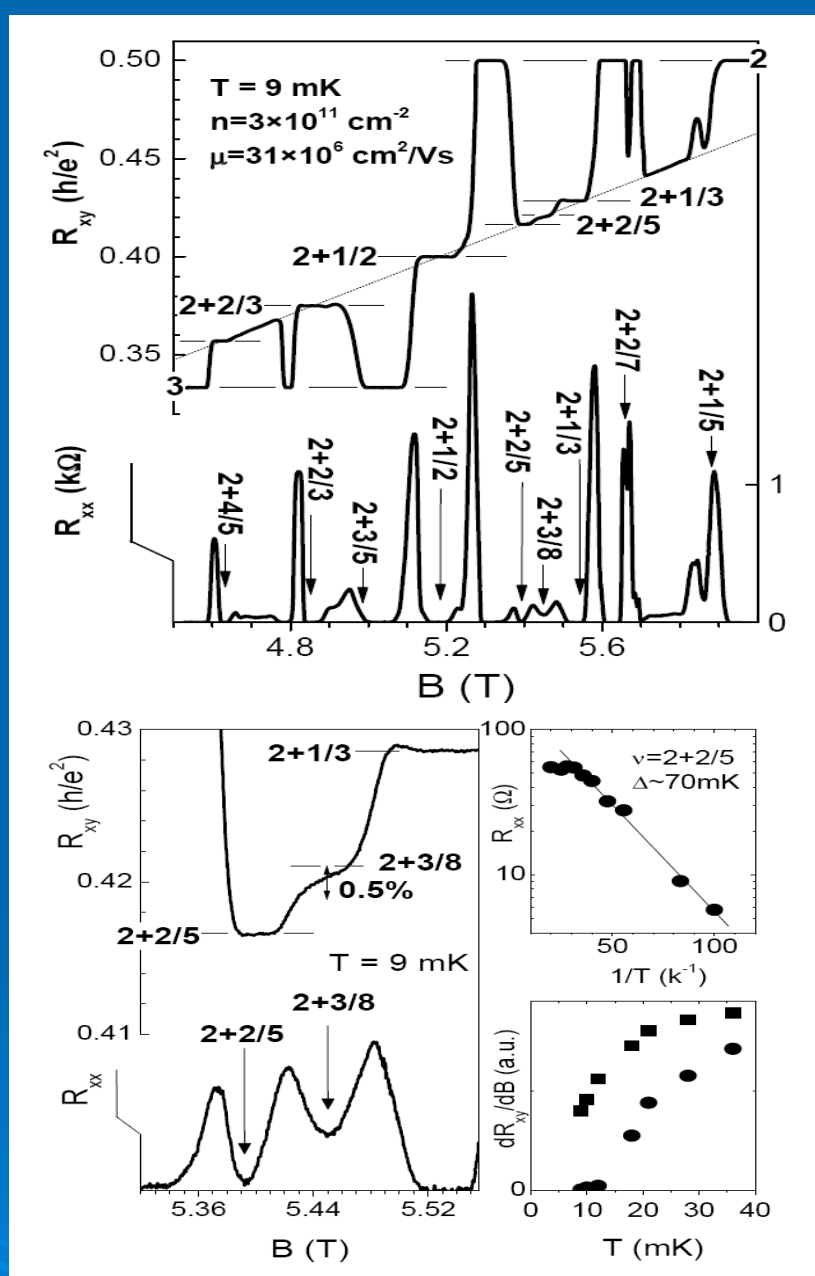 0.50
2
T = 9 mK
n=3×10¹¹ cm⁻²
μ=31×10⁶ cm²/Vs
R_xy (h/e²)
0.45
2+1/3
2+2/5
2+1/2
0.40
2+2/3
0.35
3
R_xx (kΩ)
2+4/5
2+2/3
2+3/5
2+1/2
2+2/5
2+3/8
2+1/3
2+2/7
2+1/5
1
0
4.8 5.2 5.6
B (T)
0.43
R_xy (h/e²)
2+1/3
2+3/8
0.42
0.5%
2+2/5
T = 9 mK
0.41
2+2/5
2+3/8
R_xx
5.36 5.44 5.52
B (T)
100
ν=2+2/5
Δ~70mK
R_xx (Ω)
10
50 100
1/T (k⁻¹)
dR_xy/dB (a.u.)
0
0 10 20 30 40
T (mK)